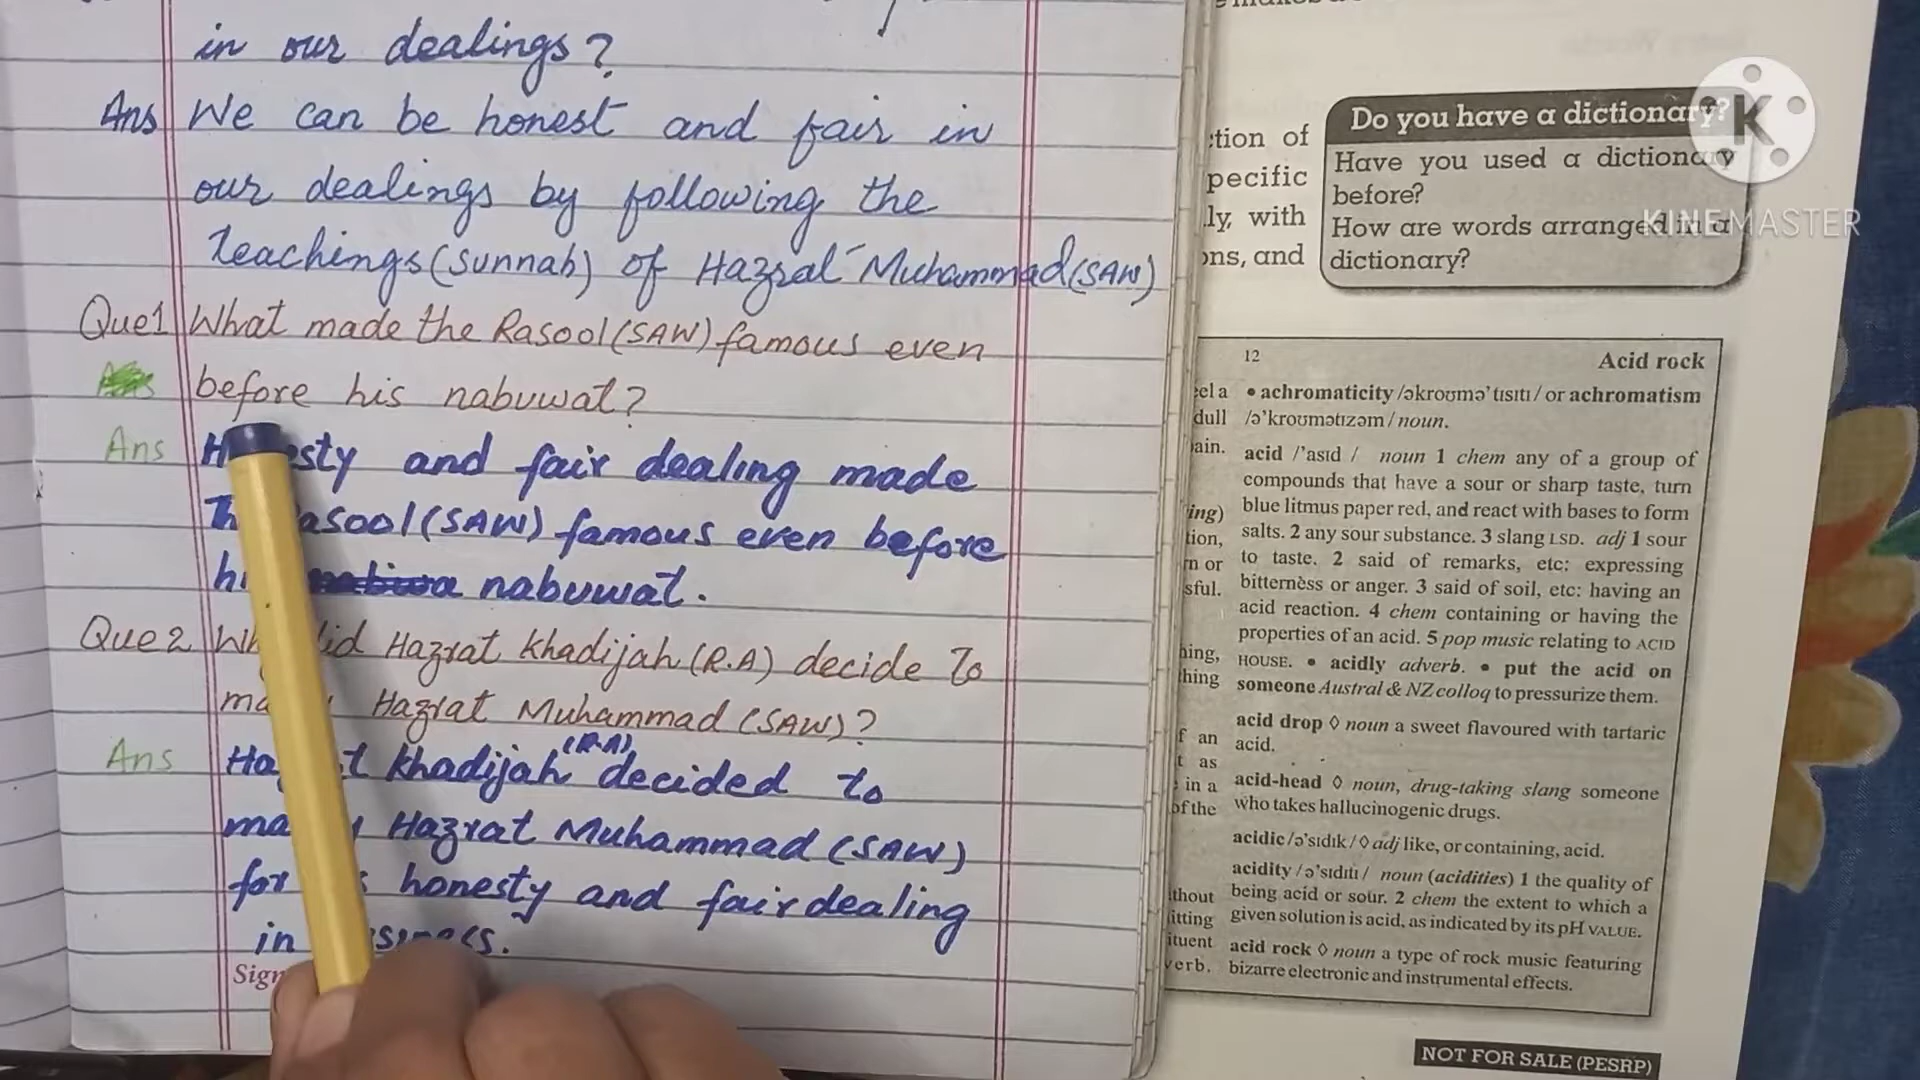 in our dealings?
Ans We can be honest and fair in
our dealings by following the
teachings (sunnah) of Hazrat Muhammad (SAW)
Que1 What made the Rasool (SAW) famous even
before his nabuwat?
Ans and fair dealing made
(SAW) famous even before
nabuwat.
Que2 Hazrat Khadijah (R.A) decide to
Hazrat Muhammad (SAW)?
Ans Khadijah (R.A) decided to
Hazrat Muhammad (SAW)
for honesty and fair dealing
in
Sign
Do you have a dictionary?
Have you used a dictionary
before?
How are words arranged in a
dictionary?
K
KINEMASTER
tion of
pecific
ly, with
ons, and
12 Acid rock
• achromaticity /əkroʊmə'tɪsɪtɪ/ or achromatism
/ə'kroʊmətɪzəm/ noun.
acid /'asɪd / noun 1 chem any of a group of
compounds that have a sour or sharp taste, turn
blue litmus paper red, and react with bases to form
salts. 2 any sour substance. 3 slang LSD. adj 1 sour
to taste. 2 said of remarks, etc: expressing
bitterness or anger. 3 said of soil, etc: having an
acid reaction. 4 chem containing or having the
properties of an acid. 5 pop music relating to ACID
HOUSE. • acidly adverb. • put the acid on
someone Austral & NZ colloq to pressurize them.
acid drop ◊ noun a sweet flavoured with tartaric
acid.
acid-head ◊ noun, drug-taking slang someone
who takes hallucinogenic drugs.
acidic /ə'sɪdɪk/ ◊ adj like, or containing, acid.
acidity /ə'sɪdɪtɪ/ noun (acidities) 1 the quality of
being acid or sour. 2 chem the extent to which a
given solution is acid, as indicated by its pH VALUE.
acid rock ◊ noun a type of rock music featuring
bizarre electronic and instrumental effects.
NOT FOR SALE (PESRP)